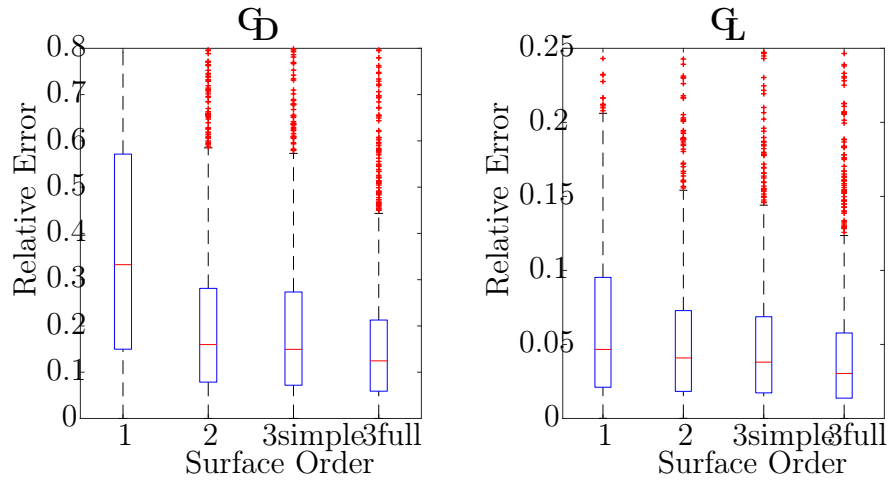 C_D
0.8
0.7
0.6
0.5
0.4
0.3
0.2
0.1
0
Relative Error
1 2 3simple 3full
Surface Order
C_L
0.25
0.2
0.15
0.1
0.05
0
Relative Error
1 2 3simple 3full
Surface Order